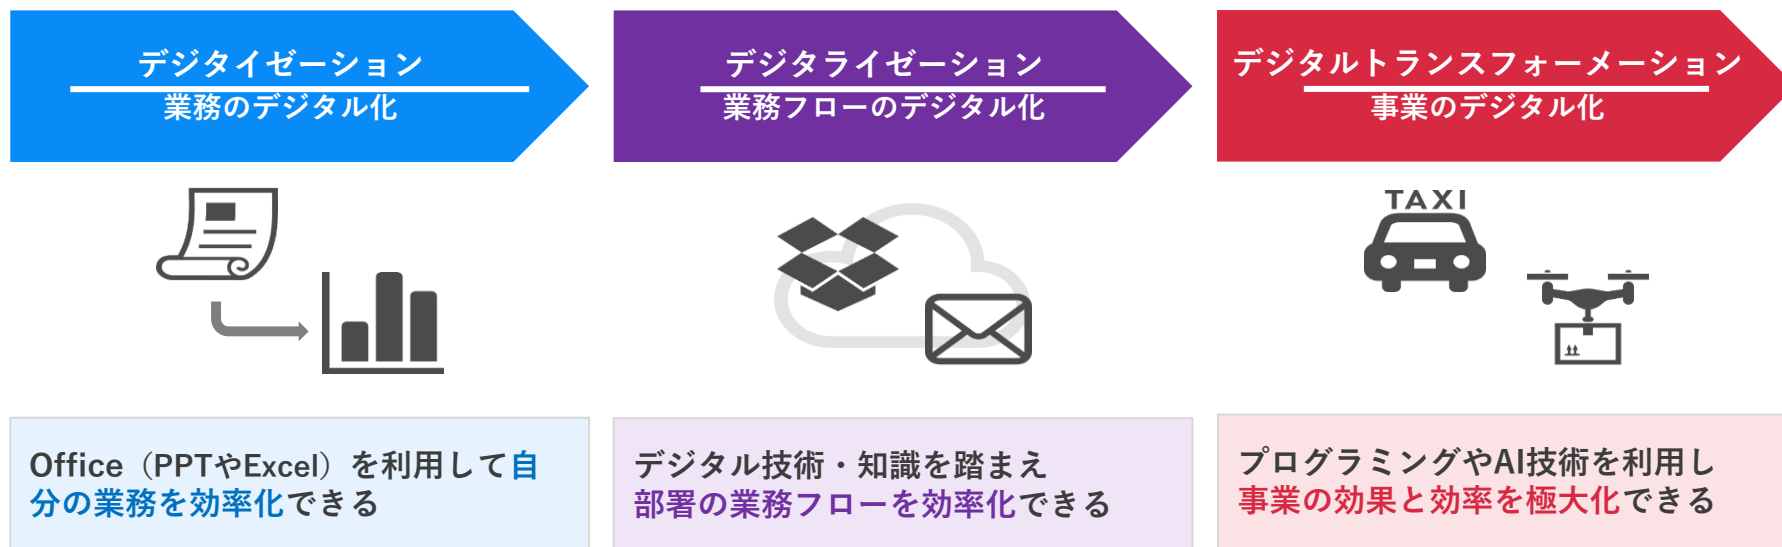 デジタイゼーション
業務のデジタル化
デジタライゼーション
業務フローのデジタル化
デジタルトランスフォーメーション
事業のデジタル化
TAXI
Office（PPTやExcel）を利用して自
分の業務を効率化できる
デジタル技術・知識を踏まえ
部署の業務フローを効率化できる
プログラミングやAI技術を利用し
事業の効果と効率を極大化できる